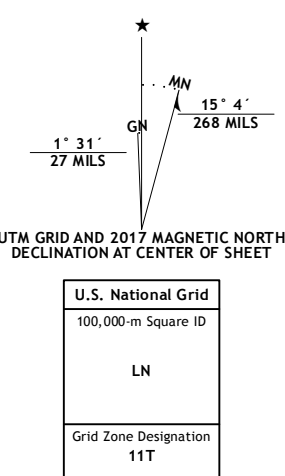 MN
GN
15° 4´
268 MILS
1° 31´
27 MILS
UTM GRID AND 2017 MAGNETIC NORTH
DECLINATION AT CENTER OF SHEET
U.S. National Grid
100,000-m Square ID
LN
Grid Zone Designation
11T